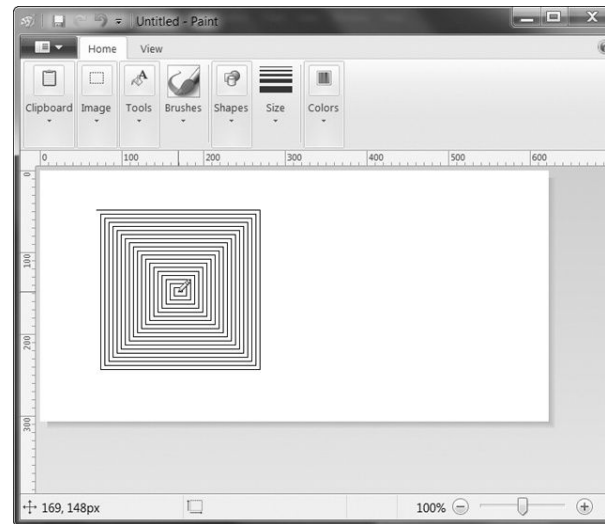 Untitled - Paint
Home View
Clipboard Image Tools Brushes Shapes Size Colors
0 100 200 300 400 500 600
0
100
200
300
169, 148px 100%